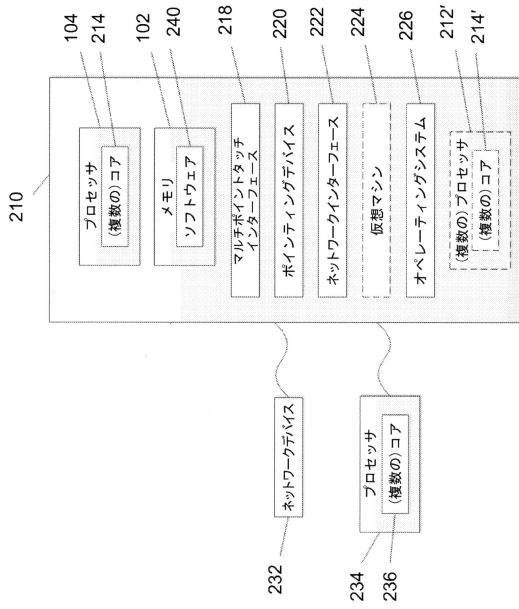 210
104
214
102
240
218
220
222
224
226
212'
214'
プロセッサ
(複数の)コア
メモリ
ソフトウェア
マルチポイントタッチ
インターフェース
ポインティングデバイス
ネットワークインターフェース
仮想マシン
オペレーティングシステム
(複数の)プロセッサ
(複数の)コア
ネットワークデバイス
232
プロセッサ
(複数の)コア
234
236